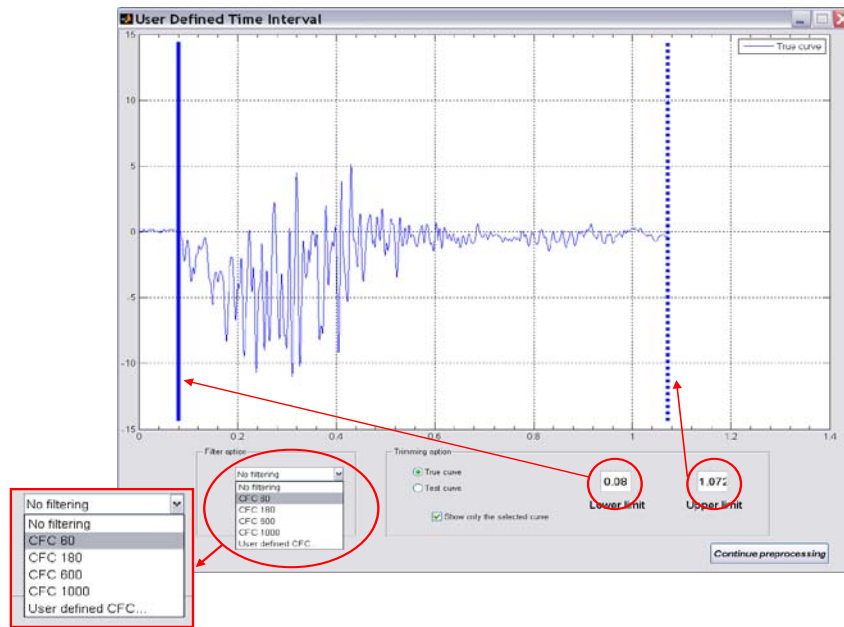 User Defined Time Interval
True curve
15
10
5
0
-5
-10
-15
0 0.2 0.4 0.6 0.8 1 1.2 1.4
Filter option
No filtering
No filtering
CFC 60
CFC 180
CFC 600
CFC 1000
User defined CFC...
Trimming option
True curve
Test curve
Show only the selected curve
0.08
Lower limit
1.072
Upper limit
Continue preprocessing
No filtering
No filtering
CFC 60
CFC 180
CFC 600
CFC 1000
User defined CFC...